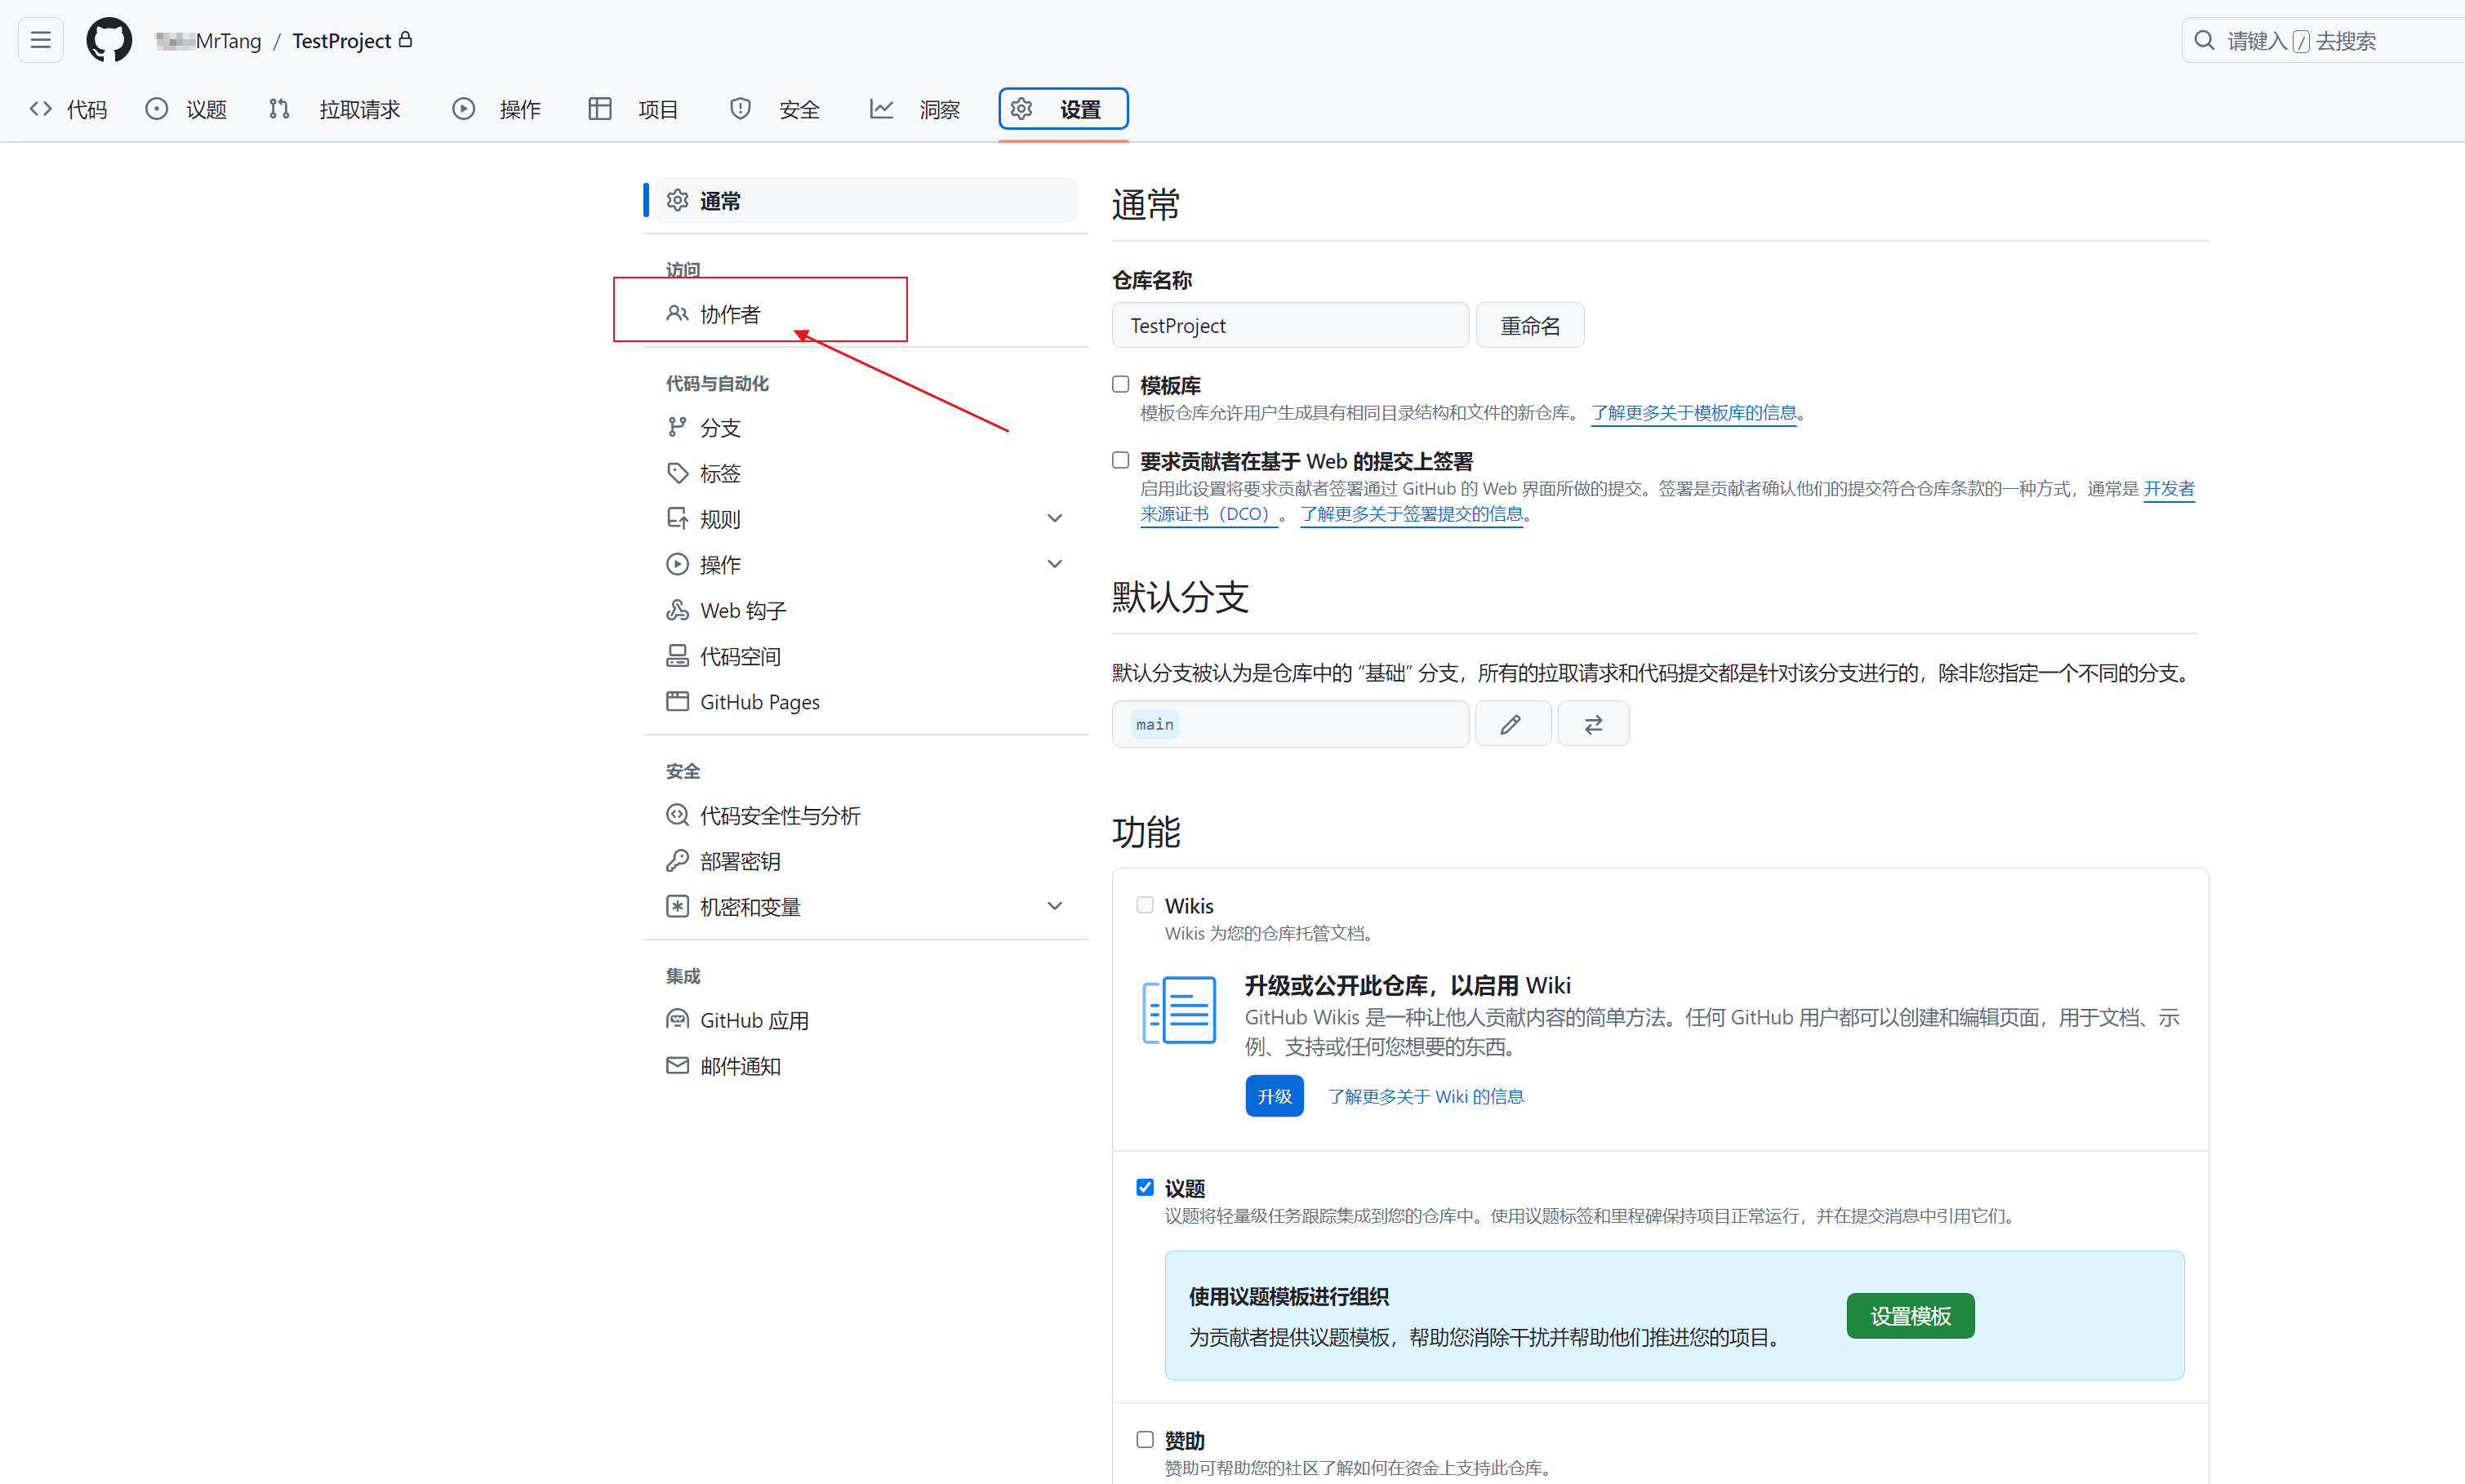 MrTang / TestProject
请键入 / 去搜索
代码 议题 拉取请求 操作 项目 安全 洞察 设置
通常
访问
协作者
代码与自动化
分支
标签
规则
操作
Web 钩子
代码空间
GitHub Pages
安全
代码安全性与分析
部署密钥
机密和变量
集成
GitHub 应用
邮件通知
通常
仓库名称
TestProject 重命名
模板库
模板仓库允许用户生成具有相同目录结构和文件的新仓库。 了解更多关于模板库的信息。
要求贡献者在基于 Web 的提交上签署
启用此设置将要求贡献者签署通过 GitHub 的 Web 界面所做的提交。签署是贡献者确认他们的提交符合仓库条款的一种方式，通常是 开发者
来源证书（DCO）。 了解更多关于签署提交的信息。
默认分支
默认分支被认为是仓库中的 “基础” 分支，所有的拉取请求和代码提交都是针对该分支进行的，除非您指定一个不同的分支。
main
功能
Wikis
Wikis 为您的仓库托管文档。
升级或公开此仓库，以启用 Wiki
GitHub Wikis 是一种让他人贡献内容的简单方法。任何 GitHub 用户都可以创建和编辑页面，用于文档、示
例、支持或任何您想要的东西。
升级 了解更多关于 Wiki 的信息
议题
议题将轻量级任务跟踪集成到您的仓库中。使用议题标签和里程碑保持项目正常运行，并在提交消息中引用它们。
使用议题模板进行组织
为贡献者提供议题模板，帮助您消除干扰并帮助他们推进您的项目。
设置模板
赞助
赞助可帮助您的社区了解如何在资金上支持此仓库。